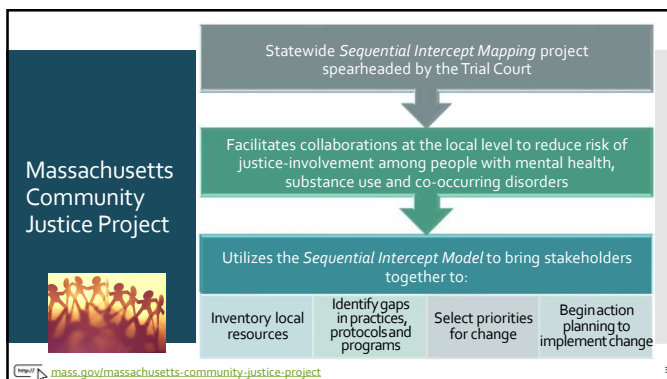 Massachusetts
Community
Justice Project
Statewide Sequential Intercept Mapping project
spearheaded by the Trial Court
Facilitates collaborations at the local level to reduce risk of
justice-involvement among people with mental health,
substance use and co-occurring disorders
Utilizes the Sequential Intercept Model to bring stakeholders
together to:
Inventory local
resources
Identify gaps
in practices,
protocols and
programs
Select priorities
for change
Begin action
planning to
implement change
http://
mass.gov/massachusetts-community-justice-project